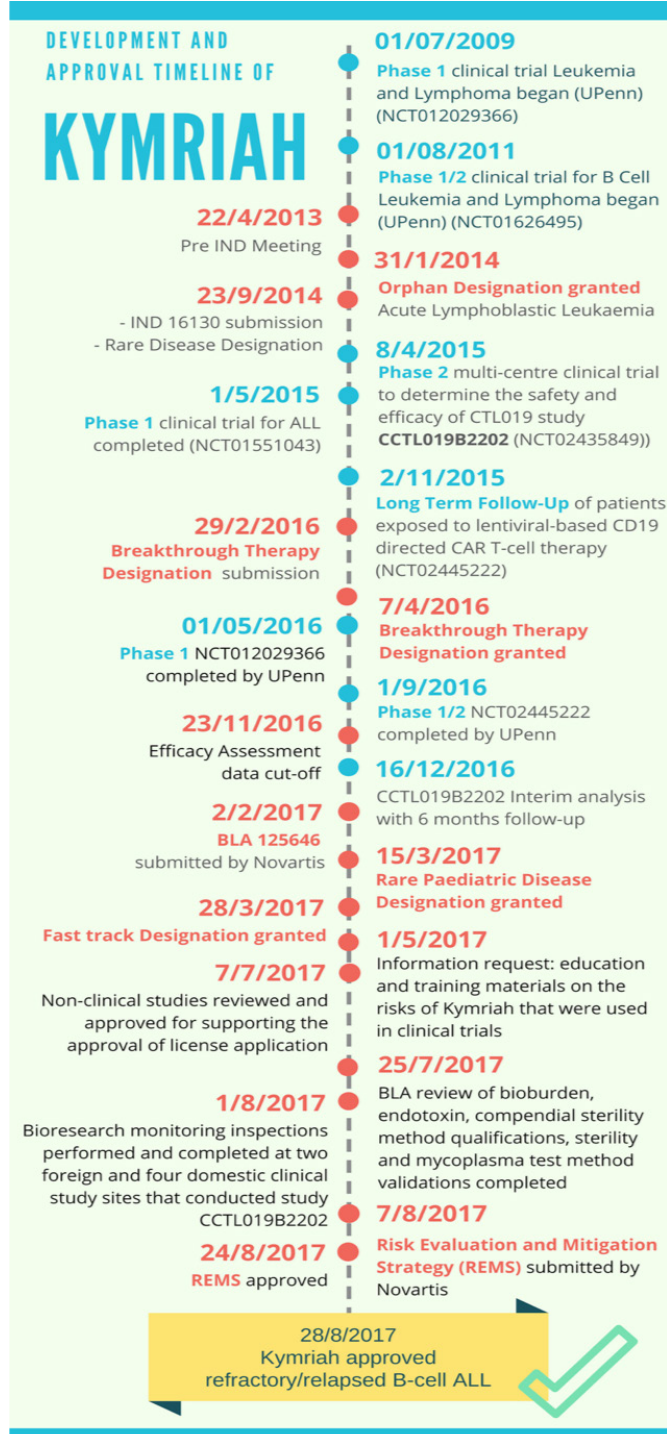 DEVELOPMENT AND
APPROVAL TIMELINE OF
KYMRIAH
01/07/2009
Phase 1 clinical trial Leukemia
and Lymphoma began (UPenn)
(NCT012029366)
01/08/2011
Phase 1/2 clinical trial for B Cell
Leukemia and Lymphoma began
(UPenn) (NCT01626495)
22/4/2013
Pre IND Meeting
31/1/2014
Orphan Designation granted
Acute Lymphoblastic Leukaemia
23/9/2014
- IND 16130 submission
- Rare Disease Designation
8/4/2015
Phase 2 multi-centre clinical trial
to determine the safety and
efficacy of CTL019 study
CCTL019B2202 (NCT02435849))
1/5/2015
Phase 1 clinical trial for ALL
completed (NCT01551043)
2/11/2015
Long Term Follow-Up of patients
exposed to lentiviral-based CD19
directed CAR T-cell therapy
(NCT02445222)
29/2/2016
Breakthrough Therapy
Designation submission
7/4/2016
Breakthrough Therapy
Designation granted
01/05/2016
Phase 1 NCT012029366
completed by UPenn
1/9/2016
Phase 1/2 NCT02445222
completed by UPenn
23/11/2016
Efficacy Assessment
data cut-off
16/12/2016
CCTL019B2202 Interim analysis
with 6 months follow-up
2/2/2017
BLA 125646
submitted by Novartis
15/3/2017
Rare Paediatric Disease
Designation granted
28/3/2017
Fast track Designation granted
1/5/2017
Information request: education
and training materials on the
risks of Kymriah that were used
in clinical trials
7/7/2017
Non-clinical studies reviewed and
approved for supporting the
approval of license application
25/7/2017
BLA review of bioburden,
endotoxin, compendial sterility
method qualifications, sterility
and mycoplasma test method
validations completed
1/8/2017
Bioresearch monitoring inspections
performed and completed at two
foreign and four domestic clinical
study sites that conducted study
CCTL019B2202
7/8/2017
Risk Evaluation and Mitigation
Strategy (REMS) submitted by
Novartis
24/8/2017
REMS approved
28/8/2017
Kymriah approved
refractory/relapsed B-cell ALL